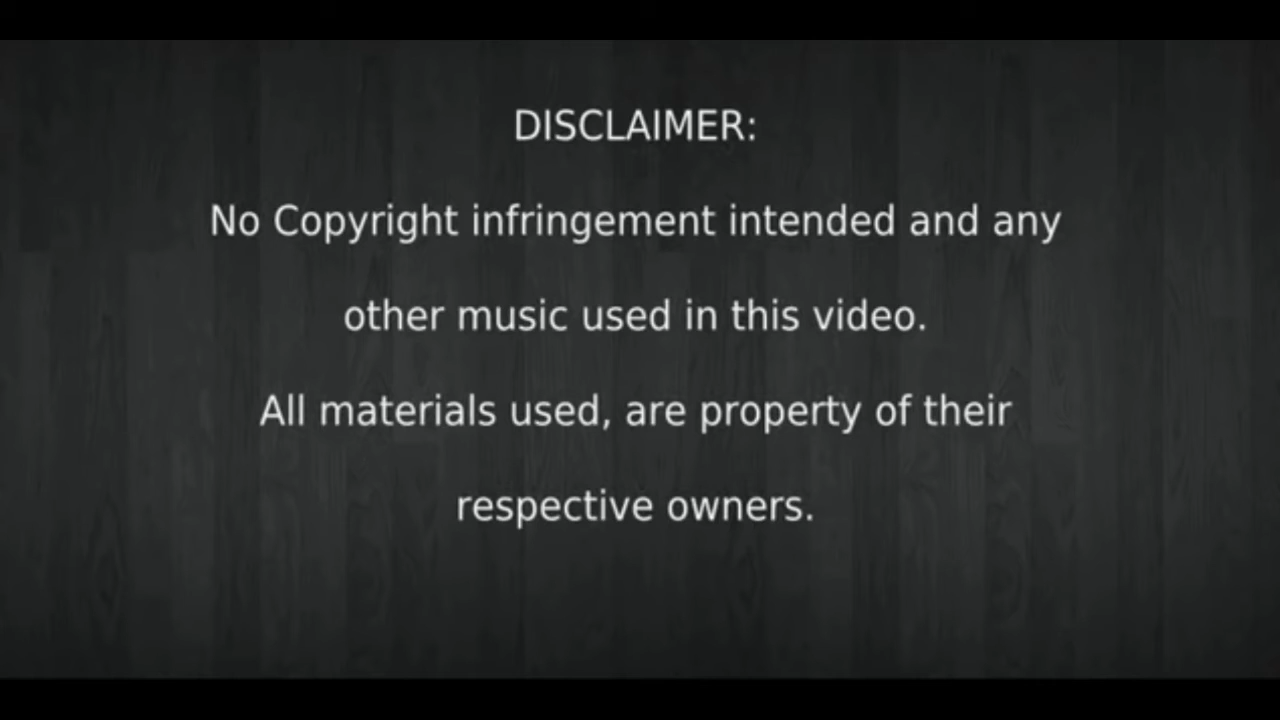 DISCLAIMER:
No Copyright infringement intended and any
other music used in this video.
All materials used, are property of their
respective owners.